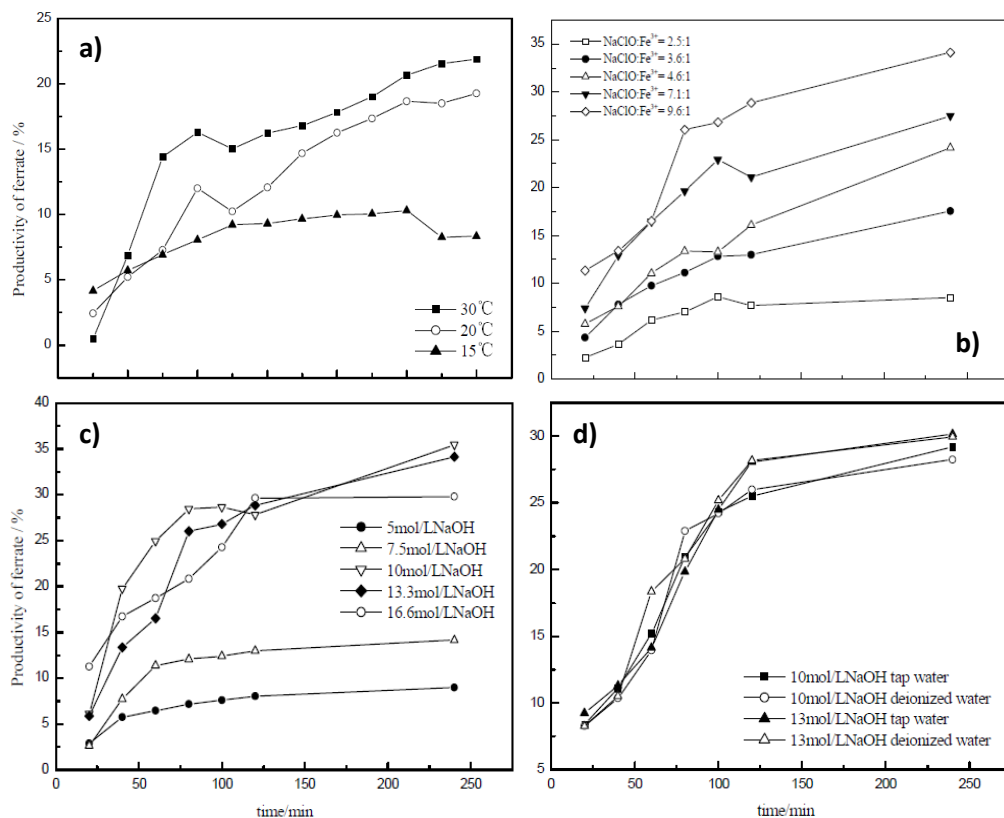 a)
25
20
15
10
5
0
Productivity of ferrate / %
30℃
20℃
15℃
NaClO:Fe³⁺= 2.5:1
NaClO:Fe³⁺= 3.6:1
NaClO:Fe³⁺= 4.6:1
NaClO:Fe³⁺= 7.1:1
NaClO:Fe³⁺= 9.6:1
35
30
25
20
15
10
5
0
b)
c)
40
35
30
25
20
15
10
5
0
Productivity of ferrate / %
5mol/LNaOH
7.5mol/LNaOH
10mol/LNaOH
13.3mol/LNaOH
16.6mol/LNaOH
0 50 100 150 200 250
time/min
d)
30
25
20
15
10
5
10mol/LNaOH tap water
10mol/LNaOH deionized water
13mol/LNaOH tap water
13mol/LNaOH deionized water
0 50 100 150 200 250
time/min